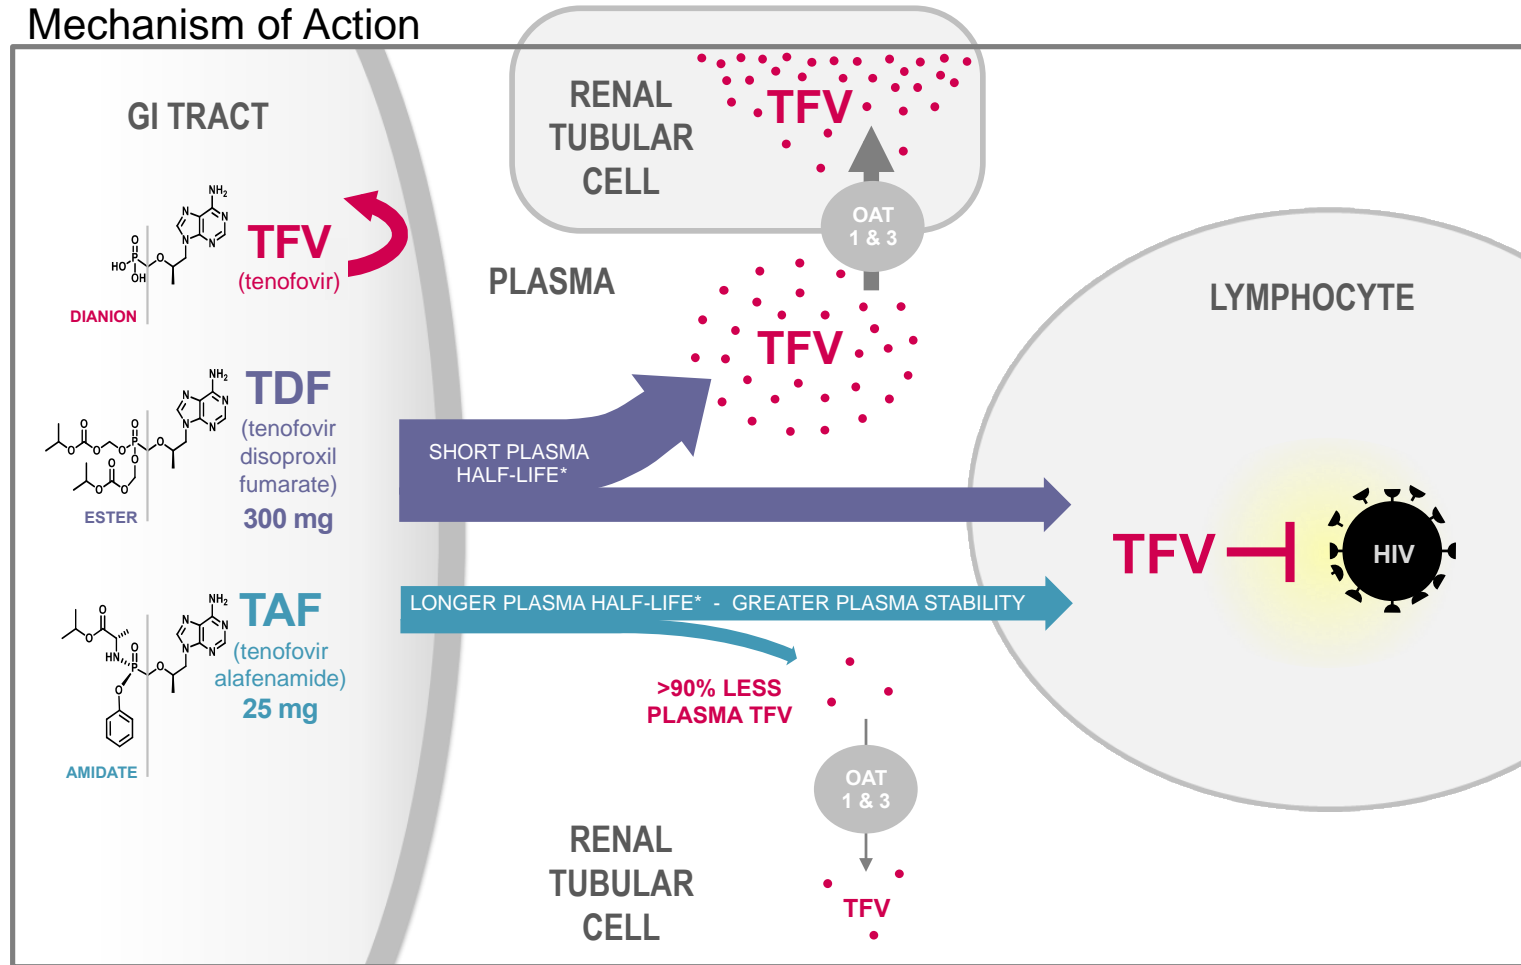 Mechanism of Action
GI TRACT
NH2
N
N
N
N
O
HO
P
O
OH
DIANION
TFV
(tenofovir)
NH2
N
N
N
N
O
O
O
O
P
O
O
O
O
O
O
ESTER
TDF
(tenofovir
disoproxil
fumarate)
300 mg
NH2
N
N
N
N
O
O
O
HN
P
O
O
AMIDATE
TAF
(tenofovir
alafenamide)
25 mg
RENAL
TUBULAR
CELL
TFV
OAT
1 & 3
PLASMA
TFV
SHORT PLASMA
HALF-LIFE*
LONGER PLASMA HALF-LIFE* - GREATER PLASMA STABILITY
>90% LESS
PLASMA TFV
OAT
1 & 3
RENAL
TUBULAR
CELL
TFV
LYMPHOCYTE
TFV
HIV